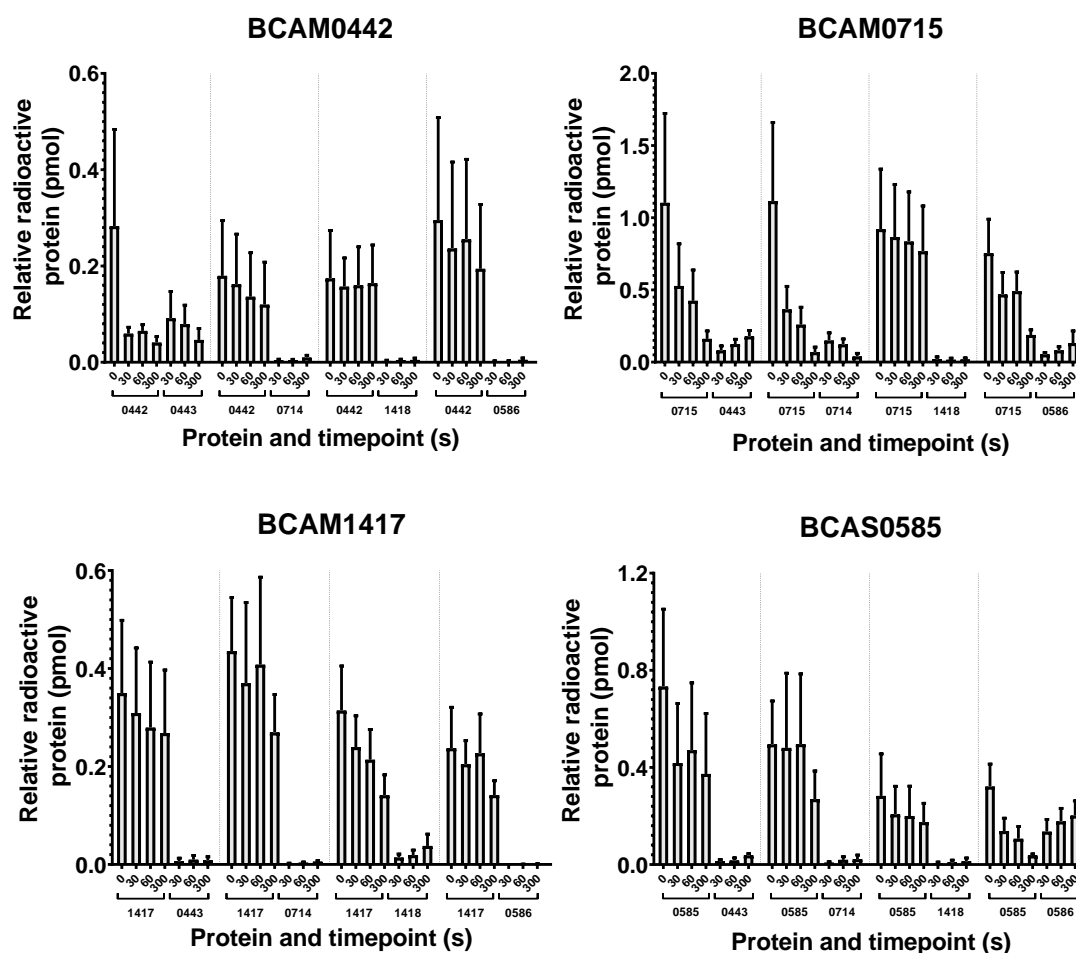 BCAM0442
Relative radioactive
protein (pmol)
0.6
0.4
0.2
0.0
0 30 60 300 30 60 300 0 30 60 300 30 60 300 0 30 60 300 30 60 300 0 30 60 300 30 60 300
0442 0443 0442 0714 0442 1418 0442 0586
Protein and timepoint (s)
BCAM0715
Relative radioactive
protein (pmol)
2.0
1.5
1.0
0.5
0.0
0 30 60 300 30 60 300 0 30 60 300 30 60 300 0 30 60 300 30 60 300 0 30 60 300 30 60 300
0715 0443 0715 0714 0715 1418 0715 0586
Protein and timepoint (s)
BCAM1417
Relative radioactive
protein (pmol)
0.6
0.4
0.2
0.0
0 30 60 300 30 60 300 0 30 60 300 30 60 300 0 30 60 300 30 60 300 0 30 60 300 30 60 300
1417 0443 1417 0714 1417 1418 1417 0586
Protein and timepoint (s)
BCAS0585
Relative radioactive
protein (pmol)
1.2
0.8
0.4
0.0
0 30 60 300 30 60 300 0 30 60 300 30 60 300 0 30 60 300 30 60 300 0 30 60 300 30 60 300
0585 0443 0585 0714 0585 1418 0585 0586
Protein and timepoint (s)